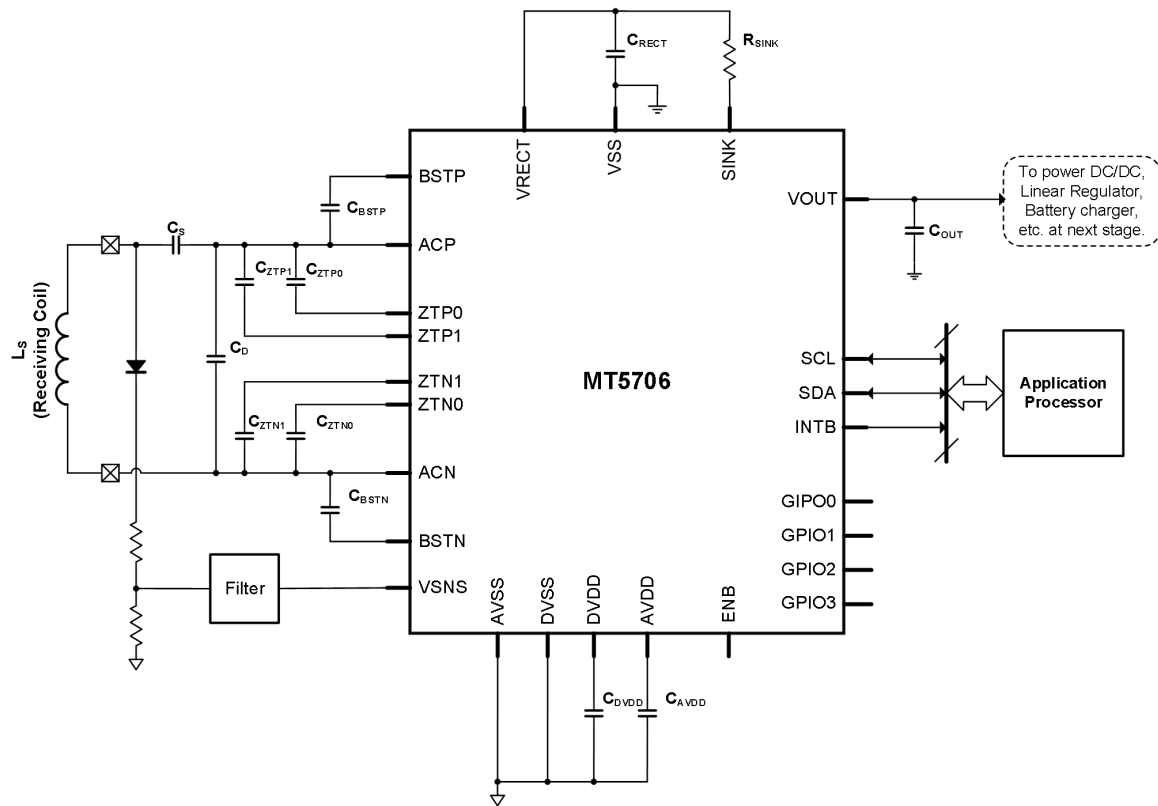 CRECT
RSINK
VRECT
VSS
SINK
BSTP
CBSTP
CS
ACP
CZTP1
CZTP0
ZTP0
ZTP1
LS
(Receiving Coil)
CD
ZTN1
ZTN0
CZTN1
CZTN0
ACN
CBSTN
BSTN
Filter
VSNS
MT5706
VOUT
COUT
To power DC/DC,
Linear Regulator,
Battery charger,
etc. at next stage.
SCL
SDA
INTB
Application
Processor
GIPO0
GPIO1
GPIO2
GPIO3
AVSS
DVSS
DVDD
AVDD
ENB
CDVDD
CAVDD